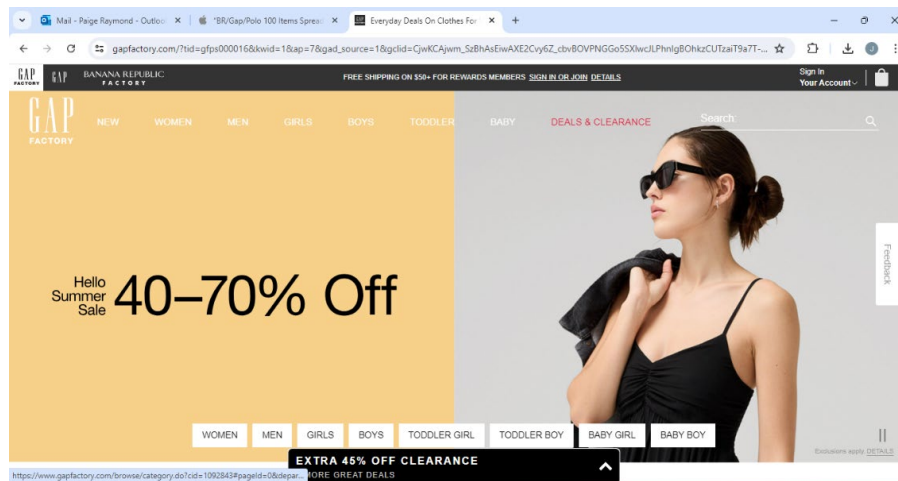 Mail - Paige Raymond - Outloo
"BR/Gap/Polo 100 Items Spreads
Everyday Deals On Clothes For
gapfactory.com/?tid=gfps000016&kwid=1&ap=7&gad_source=1&gclid=CjwKCAjwm_SzBhAsEiwAXE2Cvy6Z_cbvBOVPNGGo5SXlwcJLPhnIgBOhkzCUTzaiT9a7T-...
GAP FACTORY
GAP
BANANA REPUBLIC FACTORY
FREE SHIPPING ON $50+ FOR REWARDS MEMBERS SIGN IN OR JOIN DETAILS
Sign In
Your Account
GAP
FACTORY
NEW WOMEN MEN GIRLS BOYS TODDLER BABY DEALS & CLEARANCE Search
Feedback
Hello
Summer
Sale
40–70% Off
WOMEN MEN GIRLS BOYS TODDLER GIRL TODDLER BOY BABY GIRL BABY BOY
Exclusions apply. DETAILS
EXTRA 45% OFF CLEARANCE
MORE GREAT DEALS
https://www.gapfactory.com/browse/category.do?cid=1092843#pageId=0&depar...